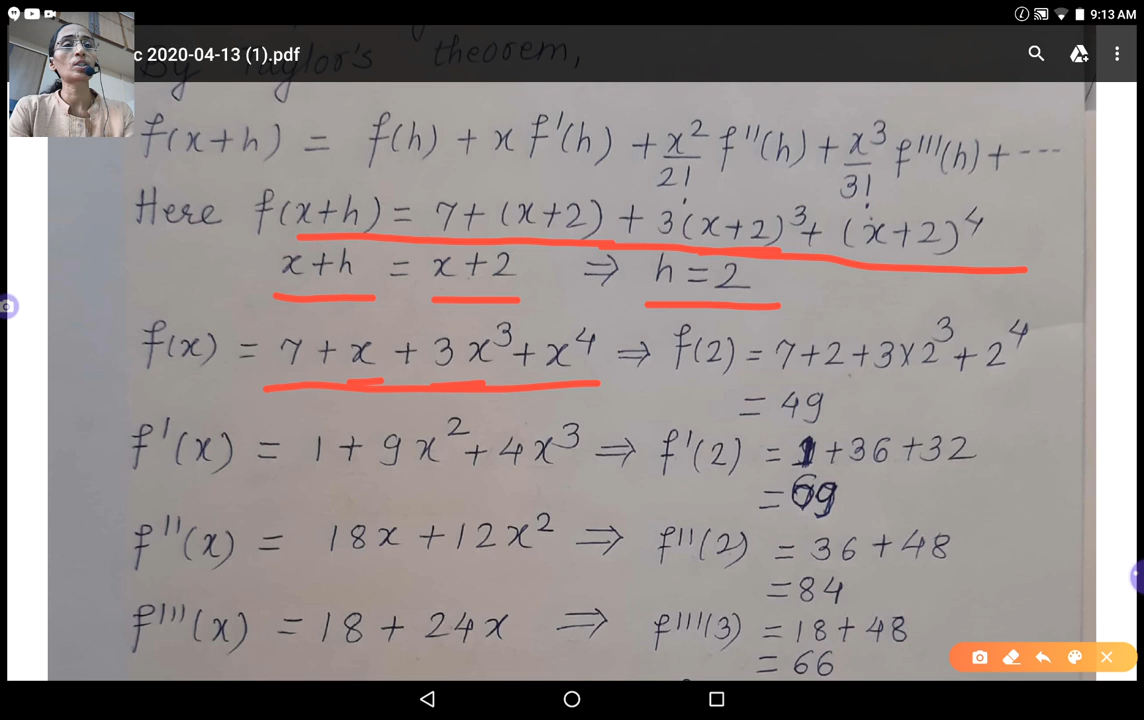 9:13 AM
c 2020-04-13 (1).pdf
By Taylor's theorem,
f(x+h) = f(h) + x f'(h) + x²/2! f''(h) + x³/3! f'''(h) + ----
Here f(x+h) = 7+ (x+2) + 3(x+2)³ + (x+2)⁴
x+h = x+2 ⇒ h = 2
f(x) = 7 + x + 3x³ + x⁴ ⇒ f(2) = 7+2+3×2³ + 2⁴
= 49
f'(x) = 1 + 9x² + 4x³ ⇒ f'(2) = 1 + 36 + 32
= 69
f''(x) = 18x + 12x² ⇒ f''(2) = 36 + 48
= 84
f'''(x) = 18 + 24x ⇒ f''''(3) = 18 + 48
= 66